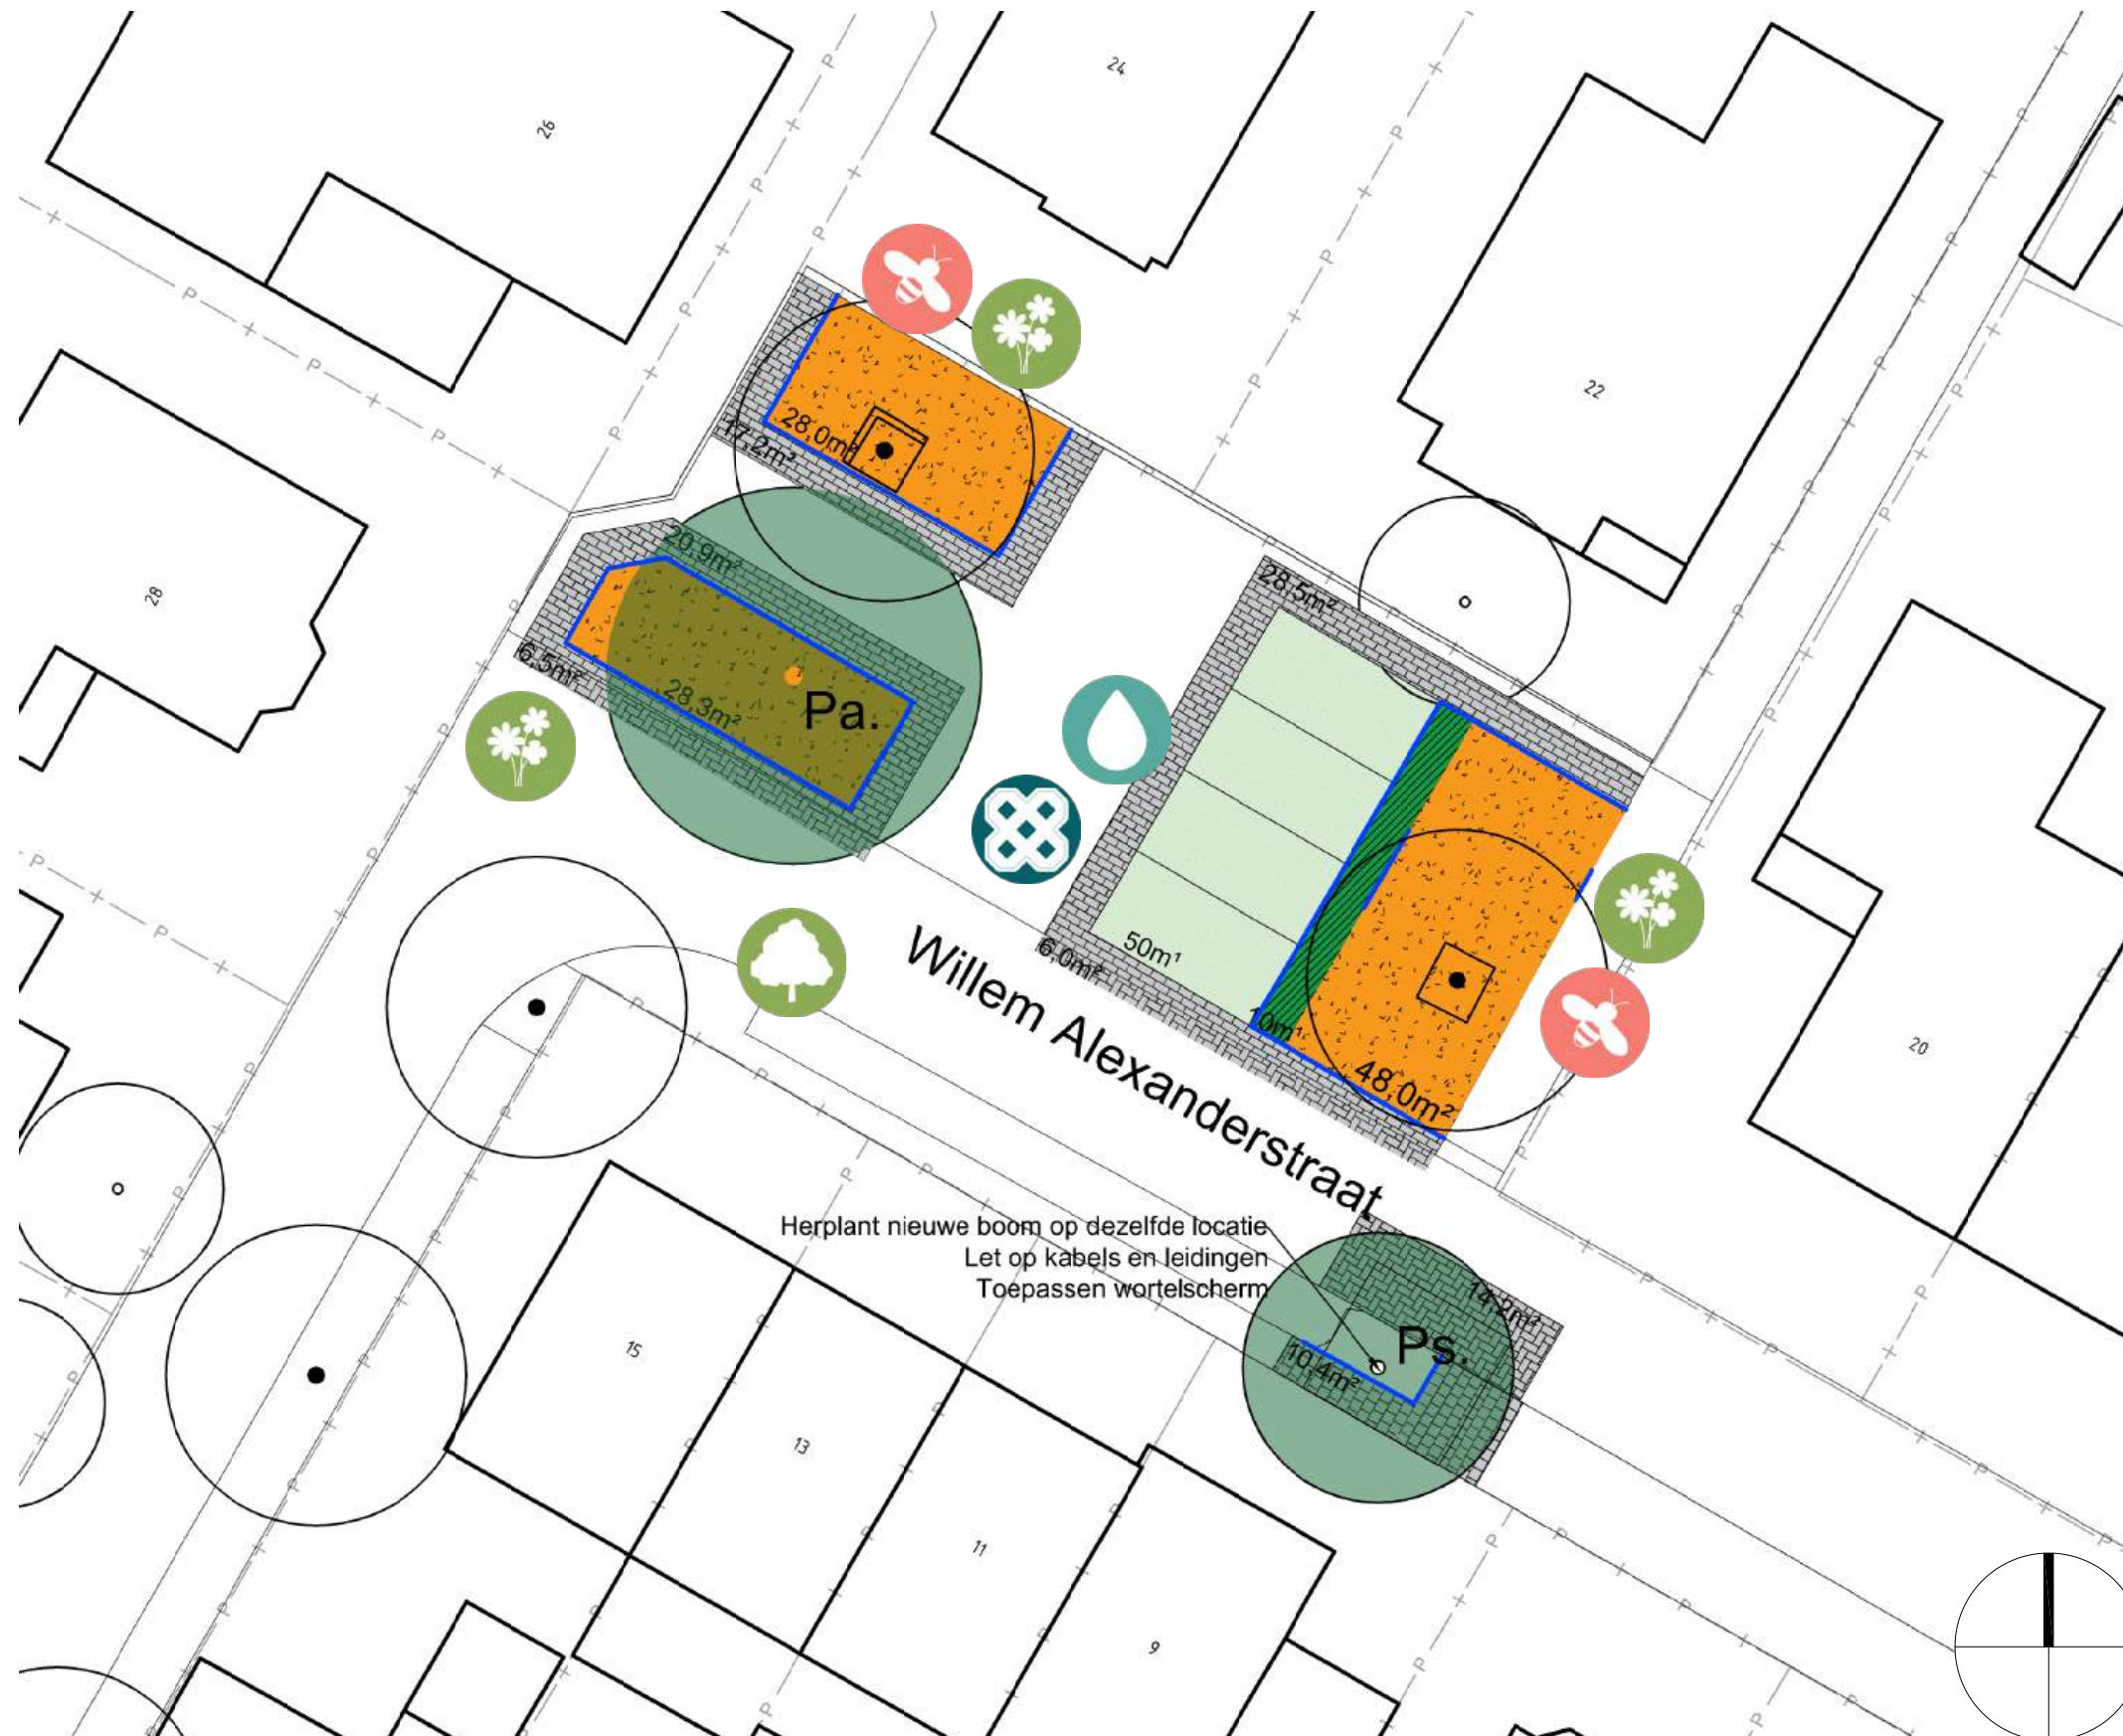 26
24
22
28,0m²
17,2m²
20,9m²
28
6,5m²
28,3m²
Pa.
28,5m²
50m¹
6,0m²
Willem Alexanderstraat
10m¹
48,0m²
20
Herplant nieuwe boom op dezelfde locatie
Let op kabels en leidingen
Toepassen wortelscherm
14,2m²
Ps.
10,4m²
15
13
11
9